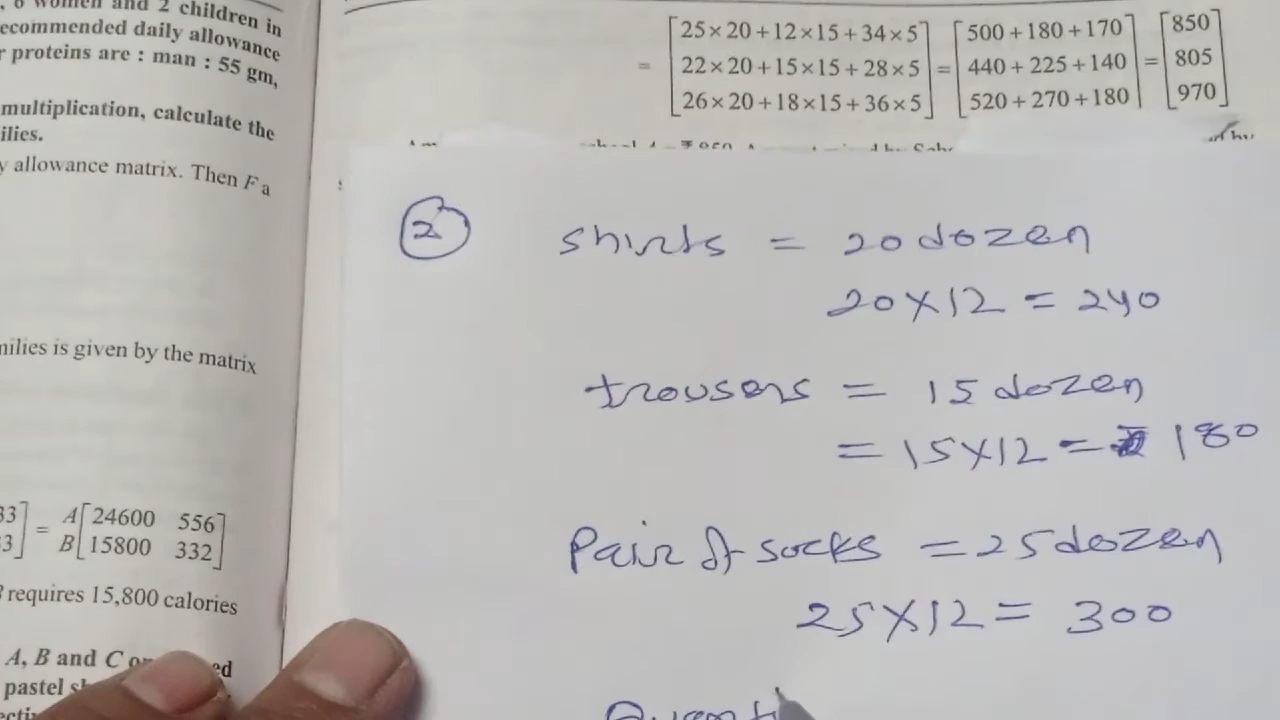 6 women and 2 children in
ecommended daily allowance
r proteins are : man : 55 gm,
multiplication, calculate the
ilies.
y allowance matrix. Then F a
nilies is given by the matrix
33] = A[24600 556]
3] B[15800 332]
requires 15,800 calories
A, B and C
pastel
= [25×20+12×15+34×5] [500+180+170] [850]
[22×20+15×15+28×5] = [440+225+140] = [805]
[26×20+18×15+36×5] [520+270+180] [970]
2 shirts = 20 dozen
20×12 = 240
trousers = 15 dozen
= 15×12 = 180
Pair of socks = 25 dozen
25×12 = 300
Quanti